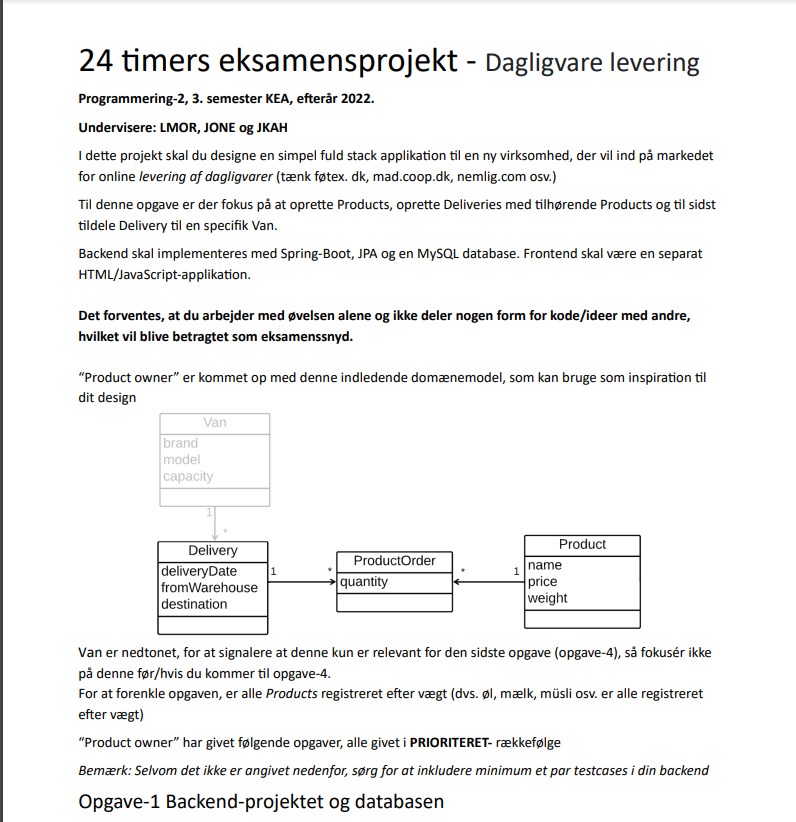 24 timers eksamensprojekt - Dagligvare levering
Programmering-2, 3. semester KEA, efterår 2022.
Undervisere: LMOR, JONE og JKAH
I dette projekt skal du designe en simpel fuld stack applikation til en ny virksomhed, der vil ind på markedet
for online levering af dagligvarer (tænk føtex. dk, mad.coop.dk, nemlig.com osv.)
Til denne opgave er der fokus på at oprette Products, oprette Deliveries med tilhørende Products og til sidst
tildele Delivery til en specifik Van.
Backend skal implementeres med Spring-Boot, JPA og en MySQL database. Frontend skal være en separat
HTML/JavaScript-applikation.
Det forventes, at du arbejder med øvelsen alene og ikke deler nogen form for kode/ideer med andre,
hvilket vil blive betragtet som eksamenssnyd.
“Product owner” er kommet op med denne indledende domænemodel, som kan bruge som inspiration til
dit design
Van
brand
model
capacity
1
*
Delivery
deliveryDate
fromWarehouse
destination
1
*
ProductOrder
quantity
*
1
Product
name
price
weight
Van er nedtonet, for at signalere at denne kun er relevant for den sidste opgave (opgave-4), så fokusér ikke
på denne før/hvis du kommer til opgave-4.
For at forenkle opgaven, er alle Products registreret efter vægt (dvs. øl, mælk, müsli osv. er alle registreret
efter vægt)
“Product owner” har givet følgende opgaver, alle givet i PRIORITERET- rækkefølge
Bemærk: Selvom det ikke er angivet nedenfor, sørg for at inkludere minimum et par testcases i din backend
Opgave-1 Backend-projektet og databasen